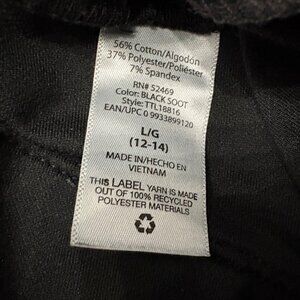 56% Cotton/Algodón
37% Polyester/Poliéster
7% Spandex
RN# 52469
Color: BLACK SOOT
Style: TTL18816
EAN/UPC 0 9933899120
L/G
(12-14)
MADE IN/HECHO EN
VIETNAM
THIS LABEL YARN IS MADE
OUT OF 100% RECYCLED
POLYESTER MATERIALS